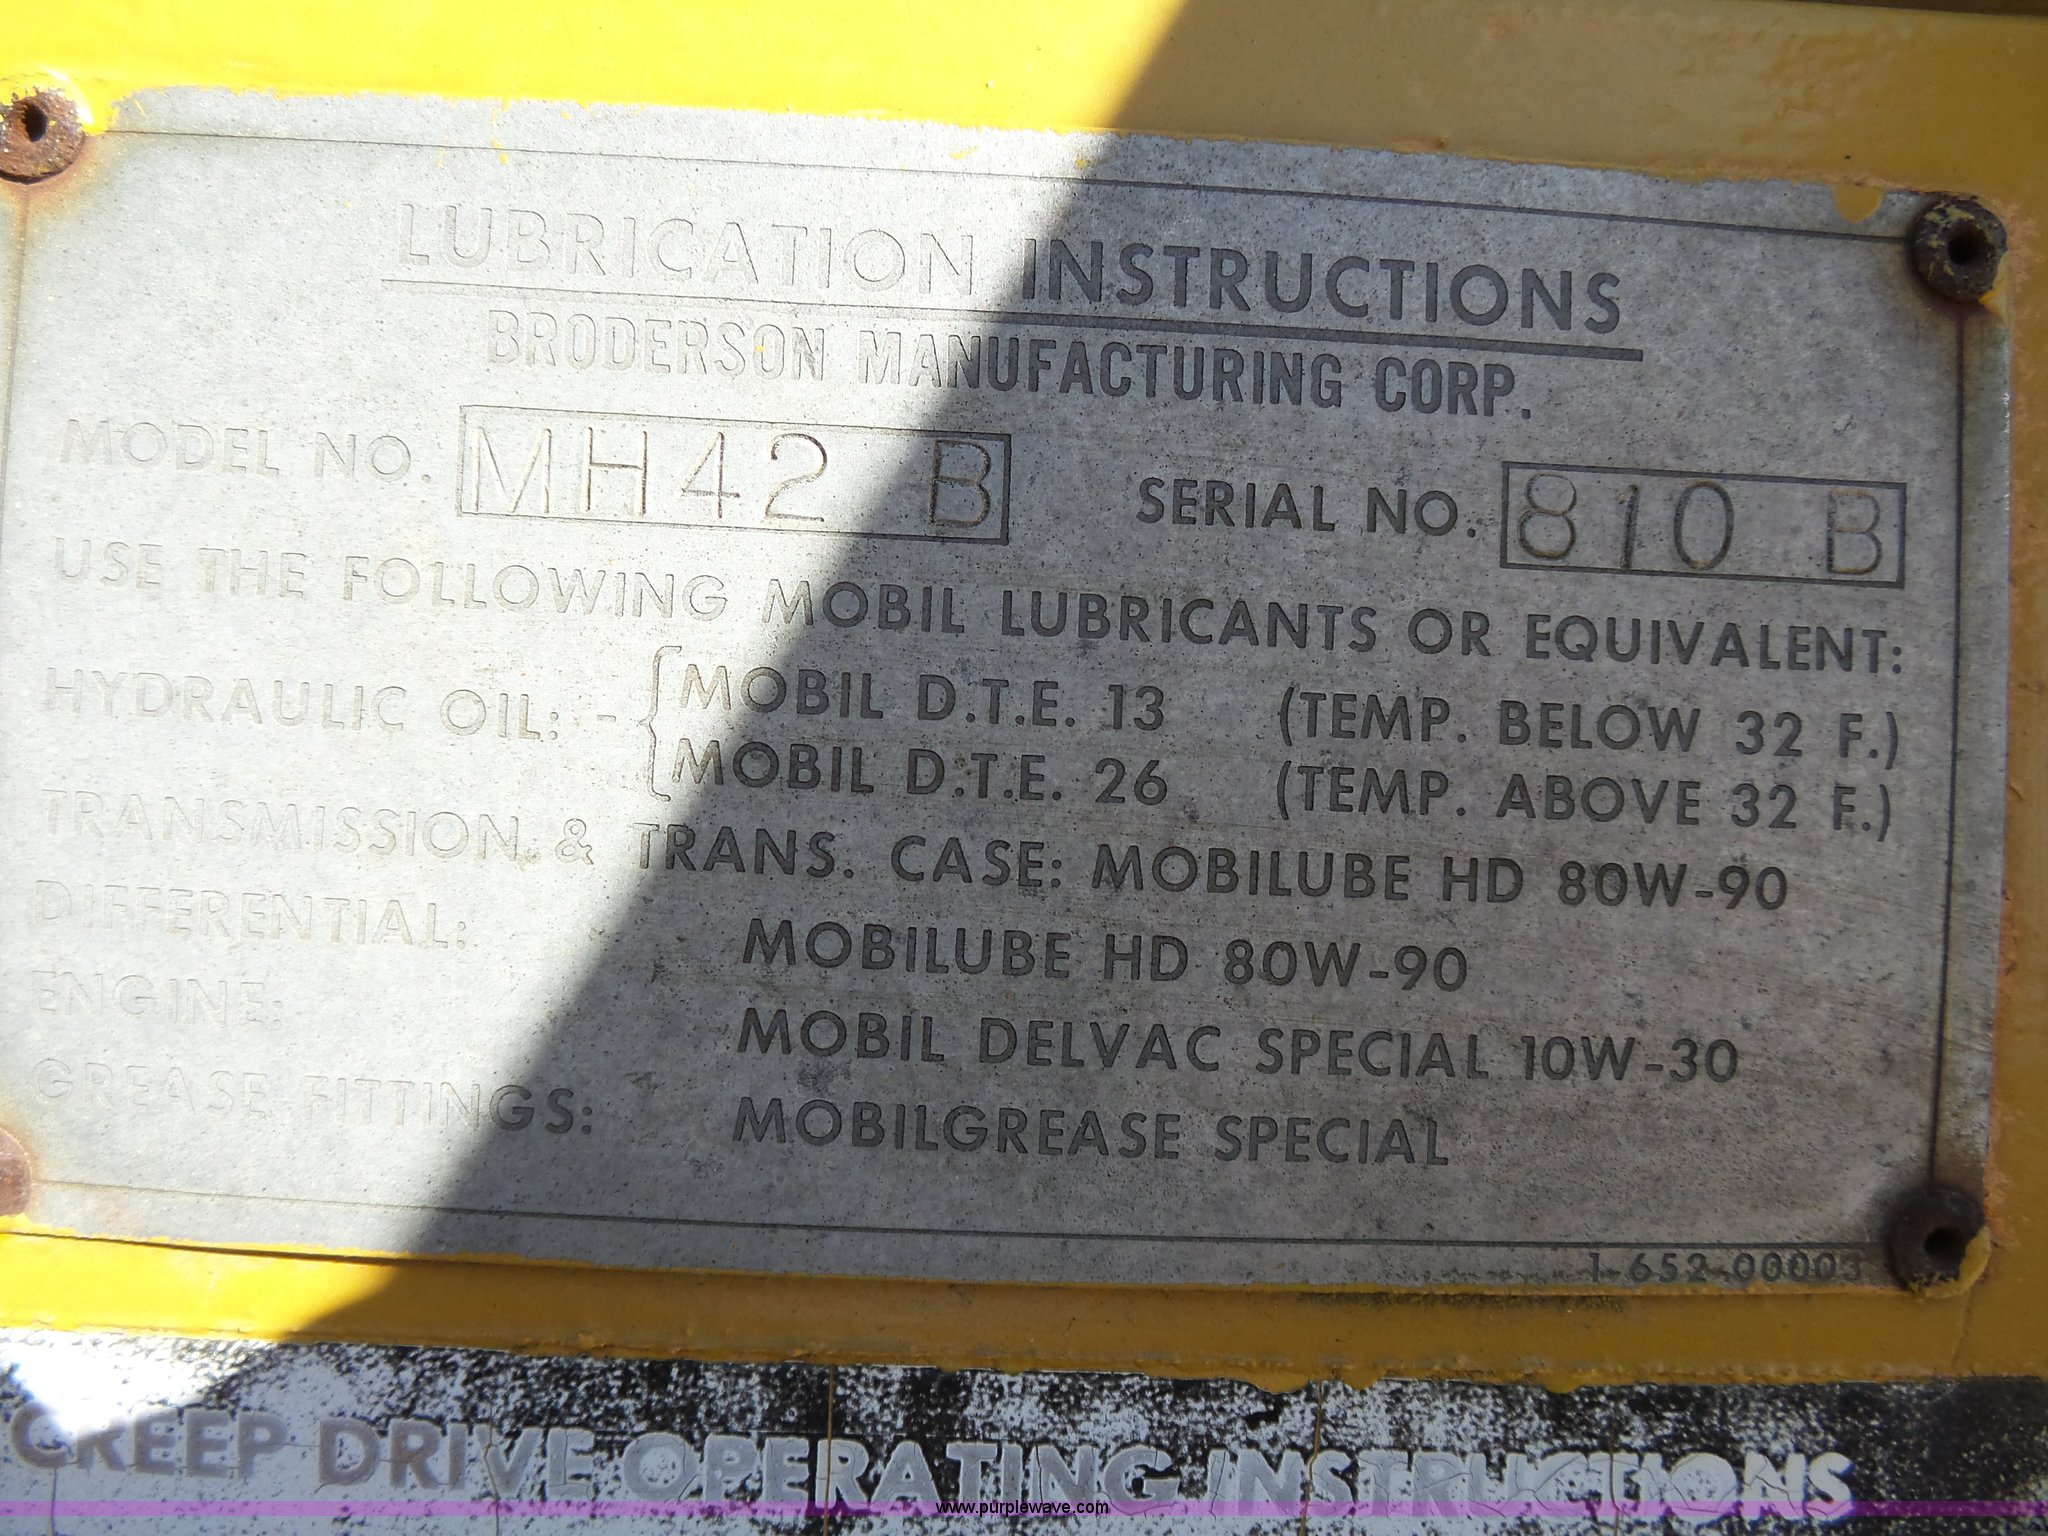 LUBRICATION INSTRUCTIONS
BRODERSON MANUFACTURING CORP.
MODEL NO. MH42 B SERIAL NO. 810 B
USE THE FOLLOWING MOBIL LUBRICANTS OR EQUIVALENT:
HYDRAULIC OIL: - { MOBIL D.T.E. 13 (TEMP. BELOW 32 F.)
MOBIL D.T.E. 26 (TEMP. ABOVE 32 F.)
TRANSMISSION & TRANS. CASE: MOBILUBE HD 80W-90
DIFFERENTIAL: MOBILUBE HD 80W-90
ENGINE: MOBIL DELVAC SPECIAL 10W-30
GREASE FITTINGS: MOBILGREASE SPECIAL
1-652-00003
CREEP DRIVE OPERATING INSTRUCTIONS
www.purplewave.com